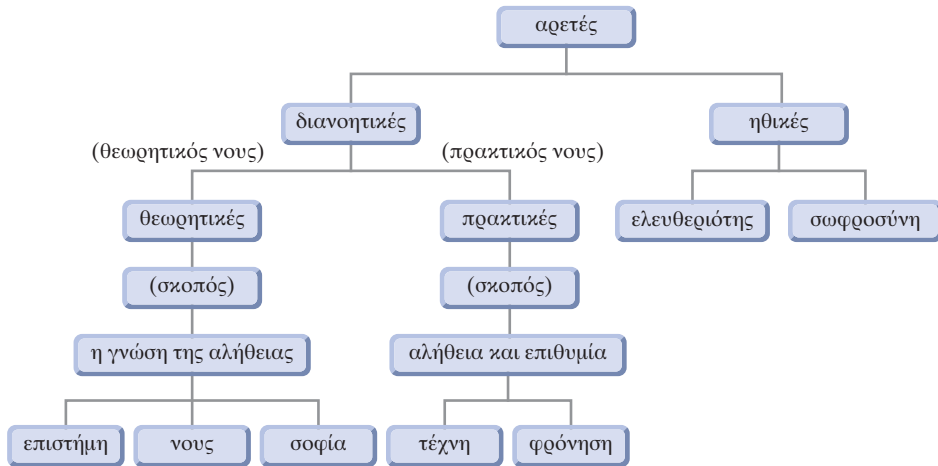 αρετές
διανοητικές
ηθικές
(θεωρητικός νους)
(πρακτικός νους)
θεωρητικές
πρακτικές
ελευθεριότης
σωφροσύνη
(σκοπός)
(σκοπός)
η γνώση της αλήθειας
αλήθεια και επιθυμία
επιστήμη
νους
σοφία
τέχνη
φρόνηση